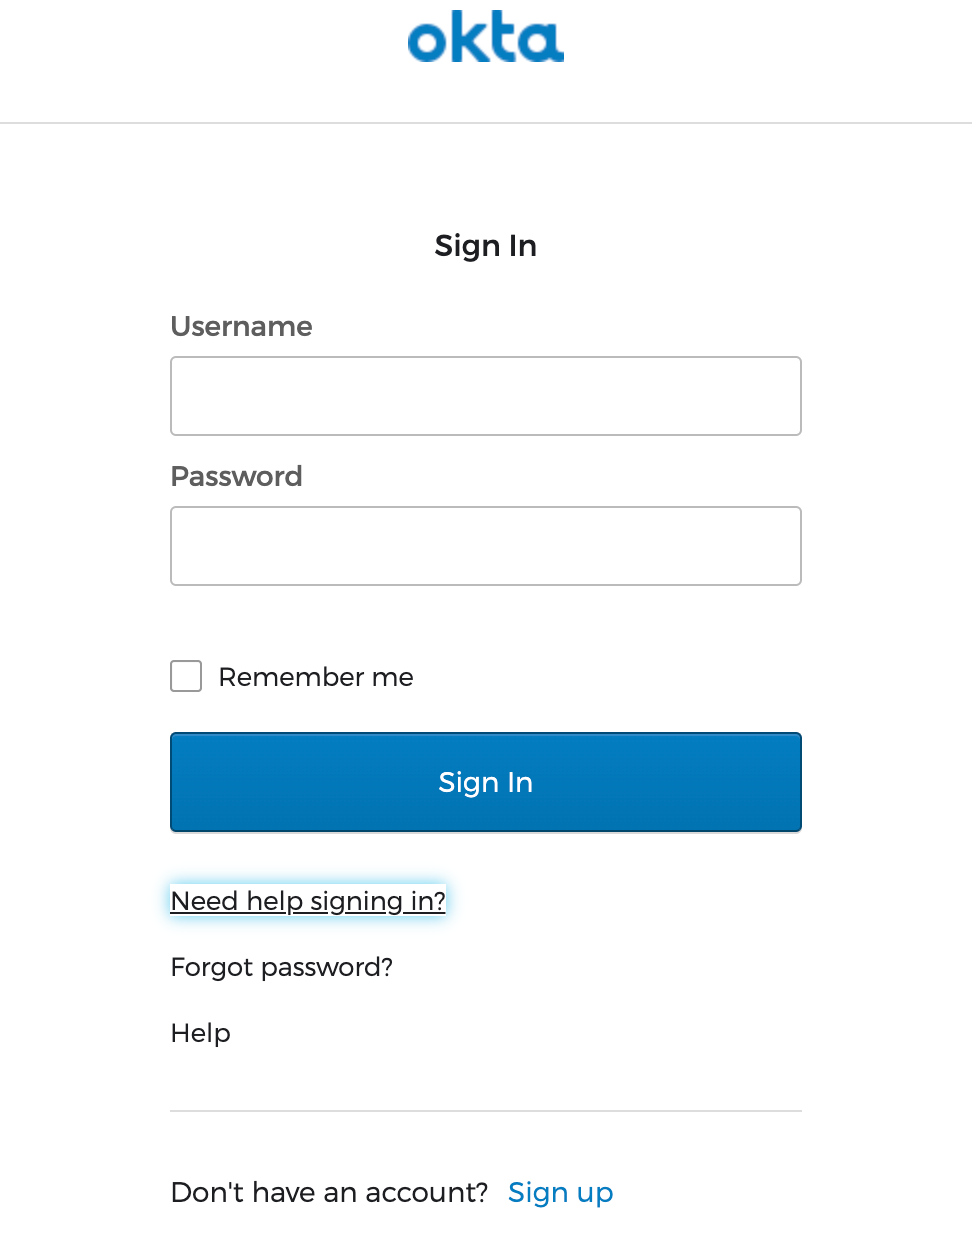 okta
Sign In
Username
Password
Remember me
Sign In
Need help signing in?
Forgot password?
Help
Don't have an account? Sign up